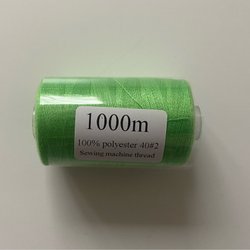 1000m
100% polyester 40#2
Sewing machine thread